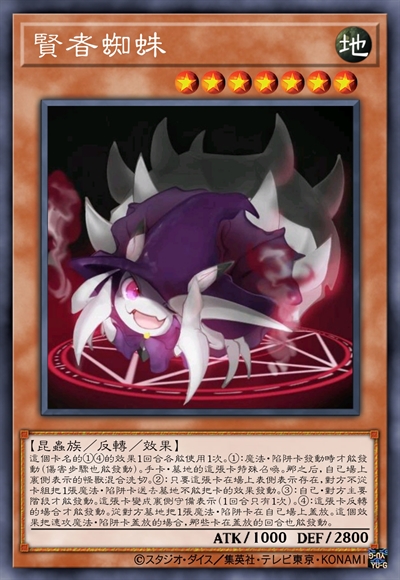 賢者蜘蛛
地
【昆蟲族／反轉／效果】
這個卡名的①④的效果1回合各能使用1次。①:魔法・陷阱卡發動時才能發
動(傷害步驟也能發動)。手卡・墓地的這張卡特殊召喚。那之後,自己場上
裏側表示的怪獸混合洗切。②:只要這張卡在場上表側表示存在,對方不從
卡組把1張魔法・陷阱卡送去墓地不能把卡的效果發動。③:自己・對方主要
階段才能發動。這張卡變成裏側守備表示(1回合只有1次)。④:這張卡反轉
的場合才能發動。從對方墓地把1張魔法・陷阱卡在自己場上蓋放。這個效
果把速攻魔法・陷阱卡蓋放的場合,那些卡在蓋放的回合也能發動。
ATK/1000 DEF/2800
©スタジオ・ダイス／集英社・テレビ東京・KONAMI